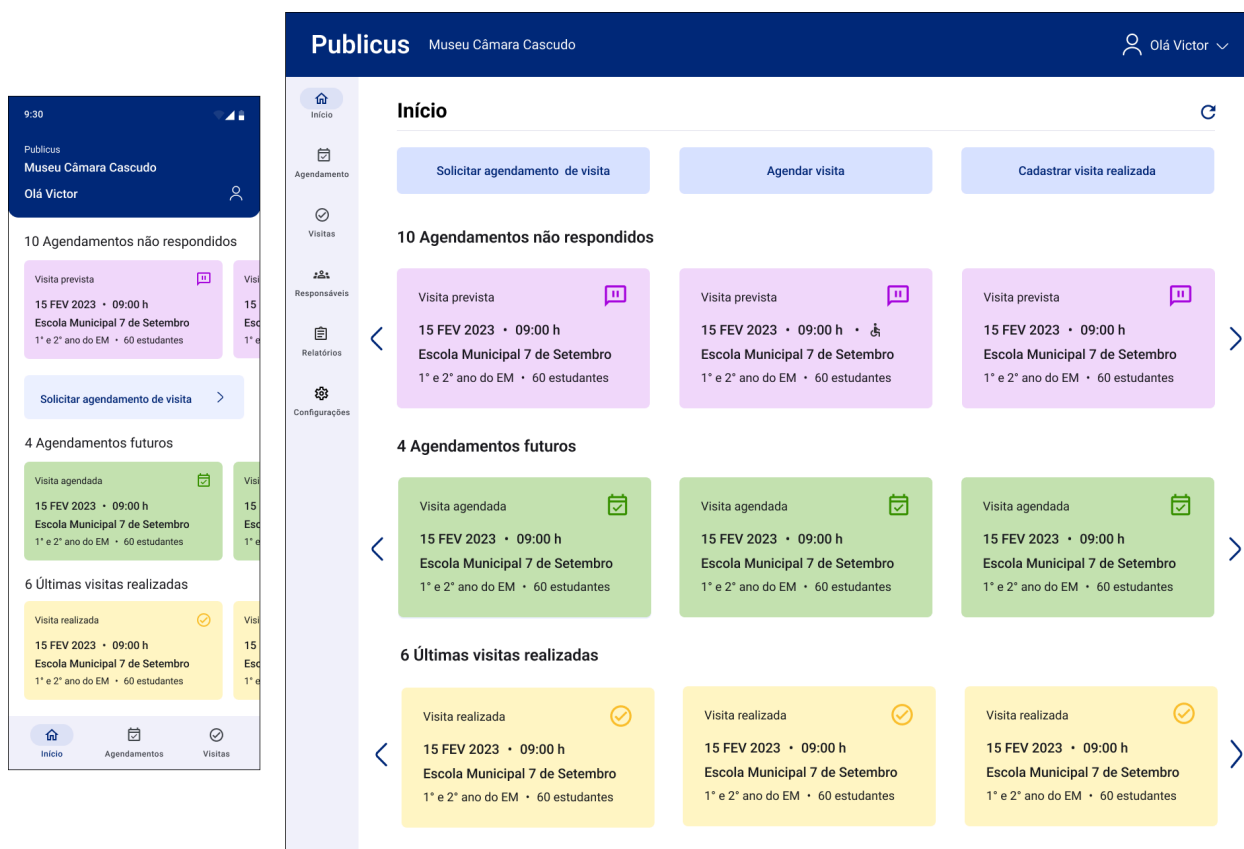 9:30
Publicus
Museu Câmara Cascudo
Olá Victor
10 Agendamentos não respondidos
Visita prevista
Visi
15 FEV 2023 • 09:00 h
15
Escola Municipal 7 de Setembro
Esc
1° e 2° ano do EM • 60 estudantes
1° e
Solicitar agendamento de visita
4 Agendamentos futuros
Visita agendada
Visi
15 FEV 2023 • 09:00 h
15
Escola Municipal 7 de Setembro
Esc
1° e 2° ano do EM • 60 estudantes
1° e
6 Últimas visitas realizadas
Visita realizada
Visi
15 FEV 2023 • 09:00 h
15
Escola Municipal 7 de Setembro
Esc
1° e 2° ano do EM • 60 estudantes
1° e
Início
Agendamentos
Visitas
Publicus
Museu Câmara Cascudo
Olá Victor
Início
Agendamento
Visitas
Responsáveis
Relatórios
Configurações
Início
Solicitar agendamento de visita
Agendar visita
Cadastrar visita realizada
10 Agendamentos não respondidos
Visita prevista
15 FEV 2023 • 09:00 h
Escola Municipal 7 de Setembro
1° e 2° ano do EM • 60 estudantes
Visita prevista
15 FEV 2023 • 09:00 h •
Escola Municipal 7 de Setembro
1° e 2° ano do EM • 60 estudantes
Visita prevista
15 FEV 2023 • 09:00 h
Escola Municipal 7 de Setembro
1° e 2° ano do EM • 60 estudantes
4 Agendamentos futuros
Visita agendada
15 FEV 2023 • 09:00 h
Escola Municipal 7 de Setembro
1° e 2° ano do EM • 60 estudantes
Visita agendada
15 FEV 2023 • 09:00 h
Escola Municipal 7 de Setembro
1° e 2° ano do EM • 60 estudantes
Visita agendada
15 FEV 2023 • 09:00 h
Escola Municipal 7 de Setembro
1° e 2° ano do EM • 60 estudantes
6 Últimas visitas realizadas
Visita realizada
15 FEV 2023 • 09:00 h
Escola Municipal 7 de Setembro
1° e 2° ano do EM • 60 estudantes
Visita realizada
15 FEV 2023 • 09:00 h
Escola Municipal 7 de Setembro
1° e 2° ano do EM • 60 estudantes
Visita realizada
15 FEV 2023 • 09:00 h
Escola Municipal 7 de Setembro
1° e 2° ano do EM • 60 estudantes